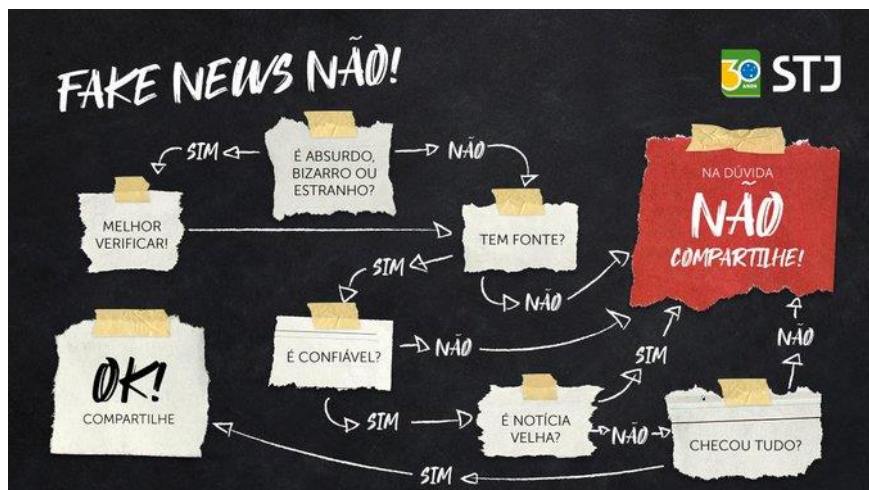 FAKE NEWS NÃO!
30
ANOS
STJ
É ABSURDO,
BIZARRO OU
ESTRANHO?
SIM
NÃO
MELHOR
VERIFICAR!
TEM FONTE?
NA DÚVIDA
NÃO
COMPARTILHE!
SIM
NÃO
É CONFIÁVEL?
NÃO
SIM
É NOTÍCIA
VELHA?
SIM
NÃO
CHECOU TUDO?
NÃO
SIM
OK!
COMPARTILHE